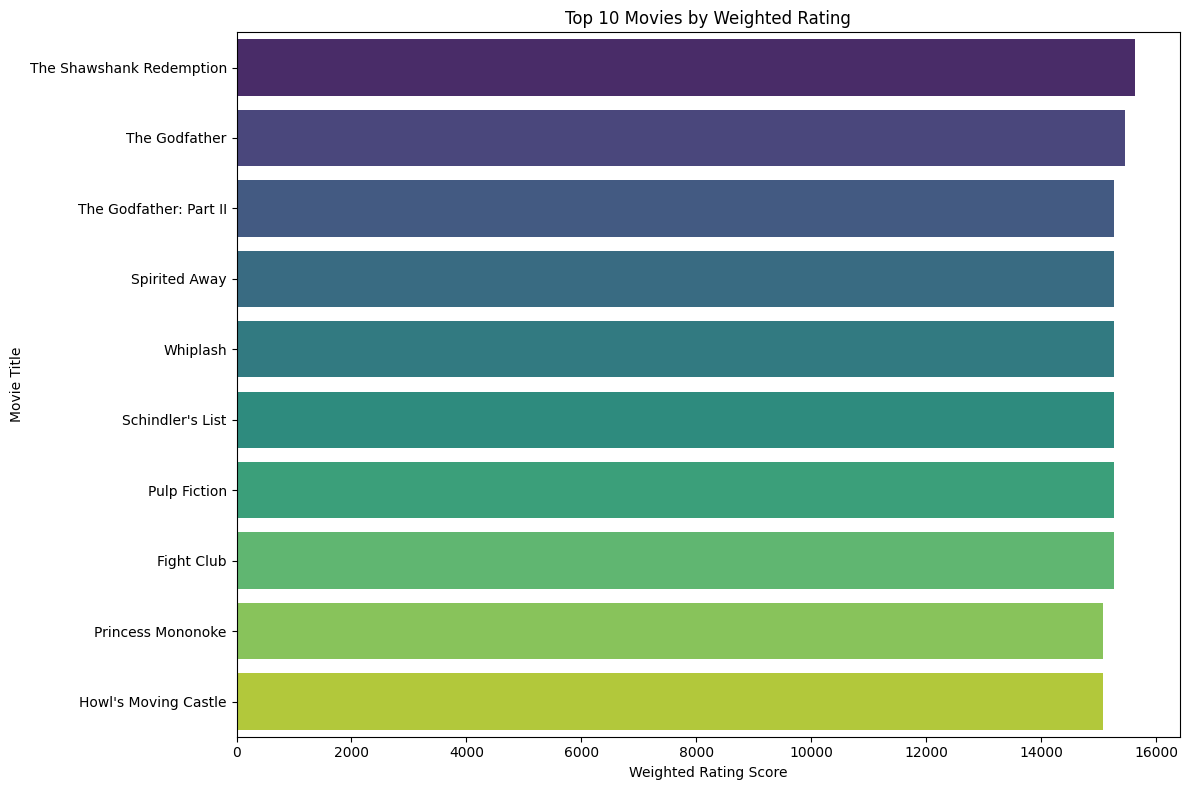 Top 10 Movies by Weighted Rating
Movie Title
The Shawshank Redemption
The Godfather
The Godfather: Part II
Spirited Away
Whiplash
Schindler's List
Pulp Fiction
Fight Club
Princess Mononoke
Howl's Moving Castle
0 2000 4000 6000 8000 10000 12000 14000 16000
Weighted Rating Score